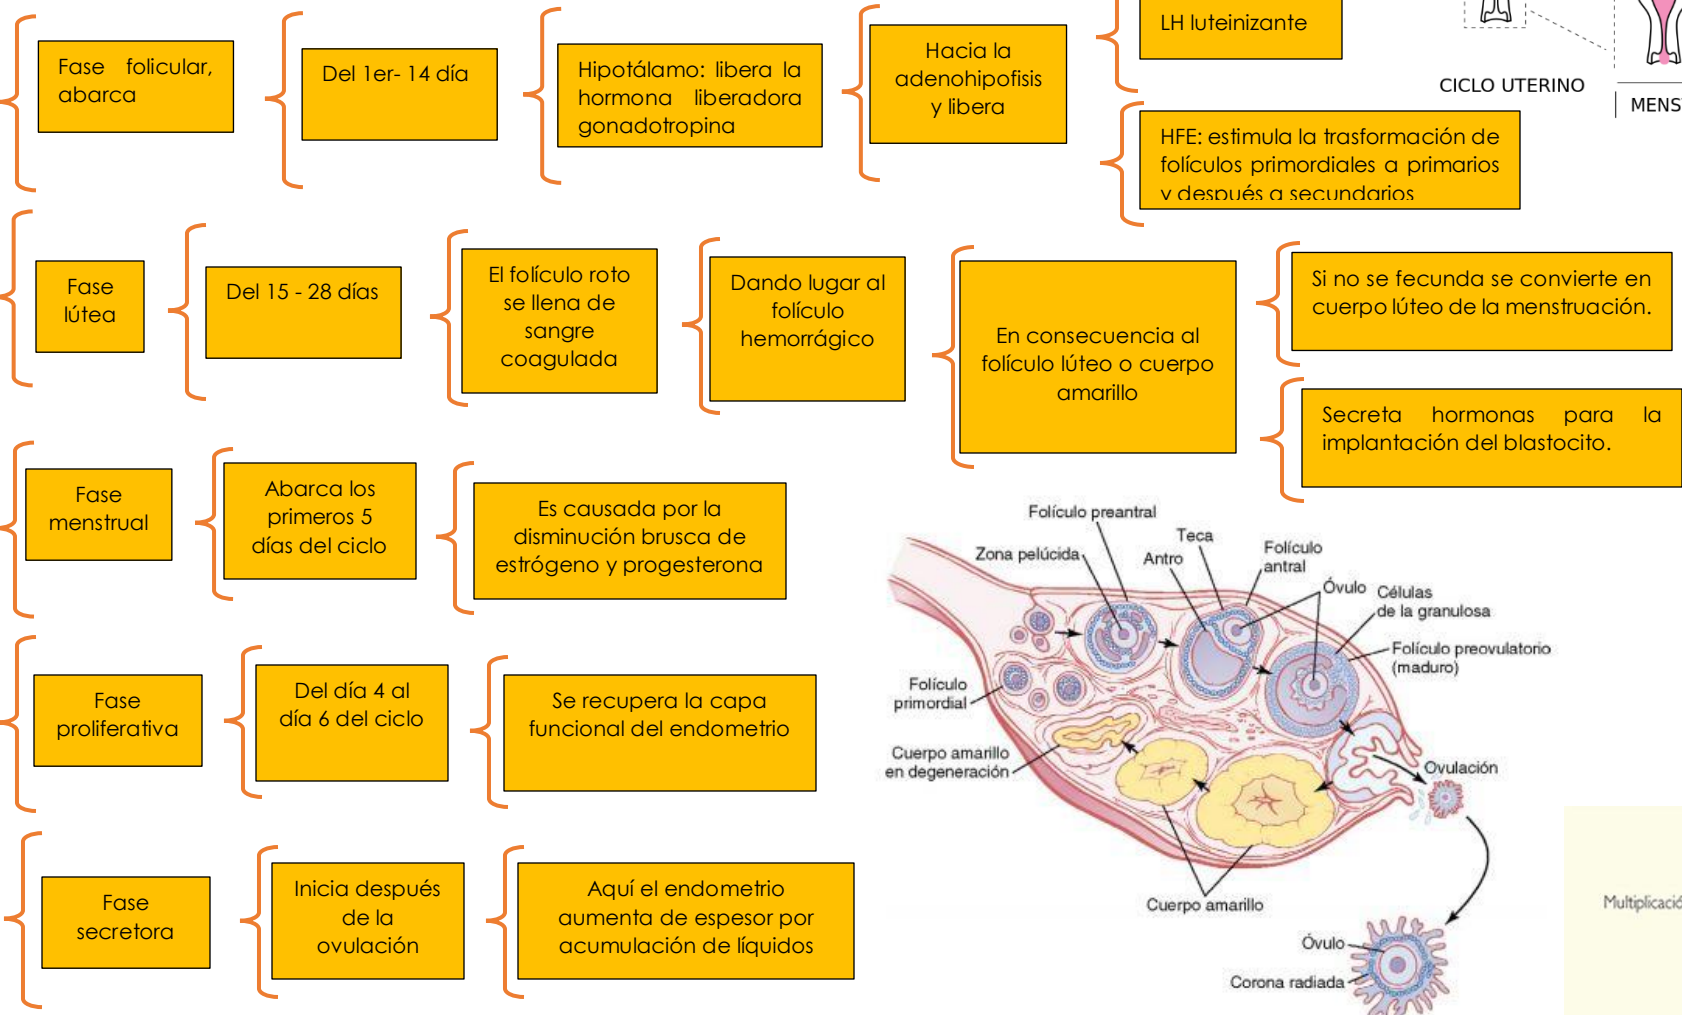 LH luteinizante
CICLO UTERINO
Fase folicular,
abarca
Del 1er- 14 día
Hipotálamo: libera la
hormona liberadora
gonadotropina
Hacia la
adenohipofisis
y libera
HFE: estimula la trasformación de
folículos primordiales a primarios
y después a secundarios
Fase
lútea
Del 15 - 28 días
El folículo roto
se llena de
sangre
coagulada
Dando lugar al
folículo
hemorrágico
En consecuencia al
folículo lúteo o cuerpo
amarillo
Si no se fecunda se convierte en
cuerpo lúteo de la menstruación.
Secreta hormonas para la
implantación del blastocito.
Fase
menstrual
Abarca los
primeros 5
días del ciclo
Es causada por la
disminución brusca de
estrógeno y progesterona
Fase
proliferativa
Del día 4 al
día 6 del ciclo
Se recupera la capa
funcional del endometrio
Fase
secretora
Inicia después
de la
ovulación
Aquí el endometrio
aumenta de espesor por
acumulación de líquidos
Folículo preantral
Zona pelúcida
Teca
Antro
Folículo
antral
Óvulo
Células
de la granulosa
Folículo preovulatorio
(maduro)
Folículo
primordial
Cuerpo amarillo
en degeneración
Ovulación
Cuerpo amarillo
Óvulo
Corona radiada